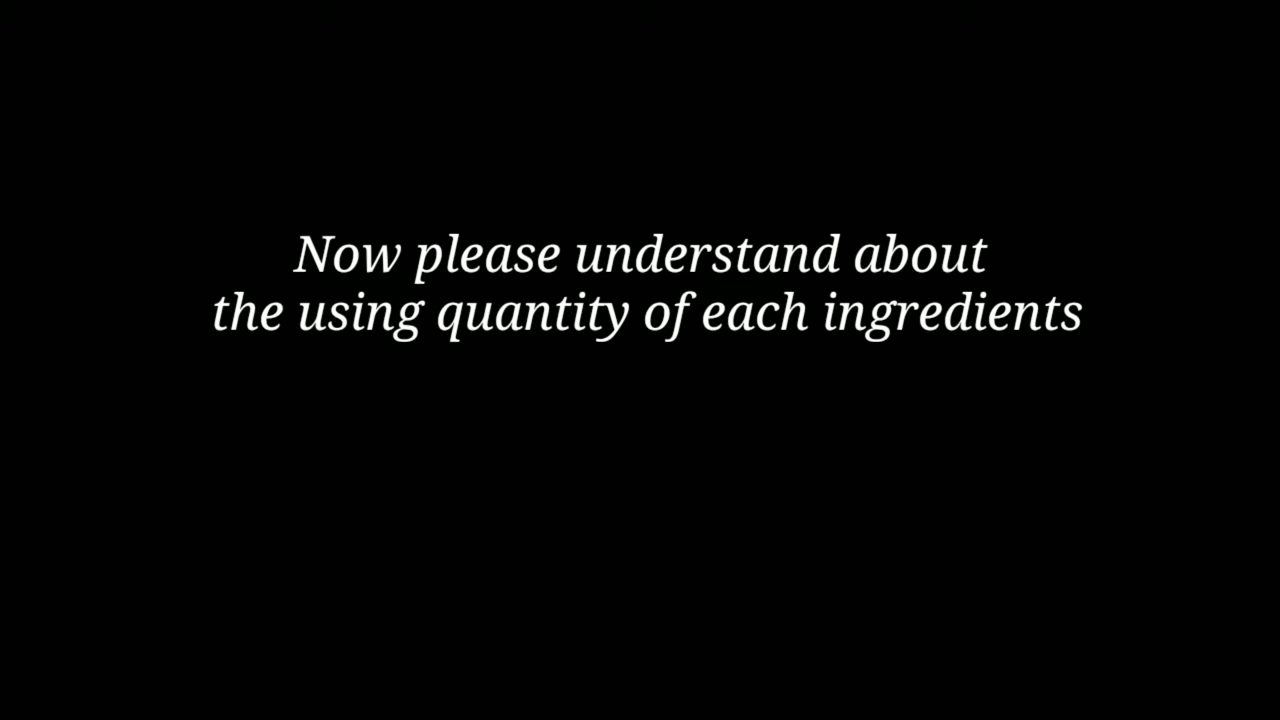 Now please understand about
the using quantity of each ingredients